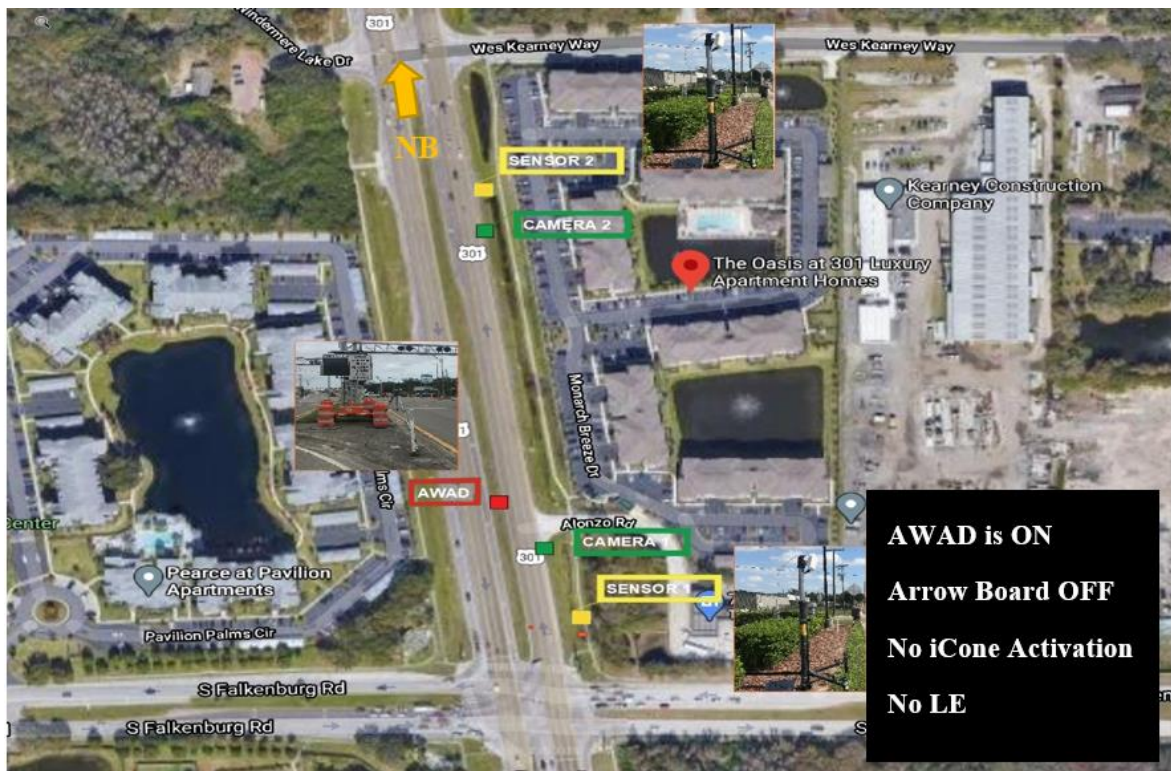 301
Windermere Lake Dr
Wes Kearney Way
Wes Kearney Way
NB
SENSOR 2
CAMERA 2
301
Kearney Construction
Company
The Oasis at 301 Luxury
Apartment Homes
Monarch Breeze Dr
AWAD
Alonzo Rd
CAMERA 1
301
SENSOR 1
Center
Pearce at Pavilion
Apartments
Pavilion Palms Cir
S Falkenburg Rd
S Falkenburg Rd
AWAD is ON
Arrow Board OFF
No iCone Activation
No LE